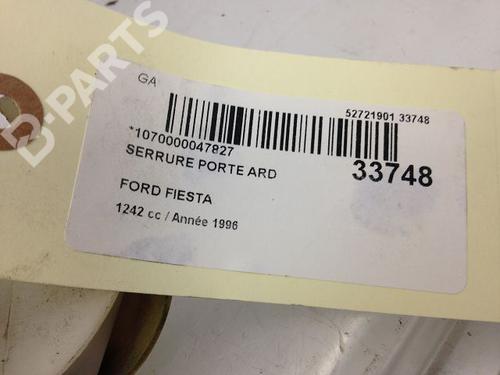 B-PARTS
GA
52721901 33748
*1070000047827
SERRURE PORTE ARD
33748
FORD FIESTA
1242 cc / Année 1996